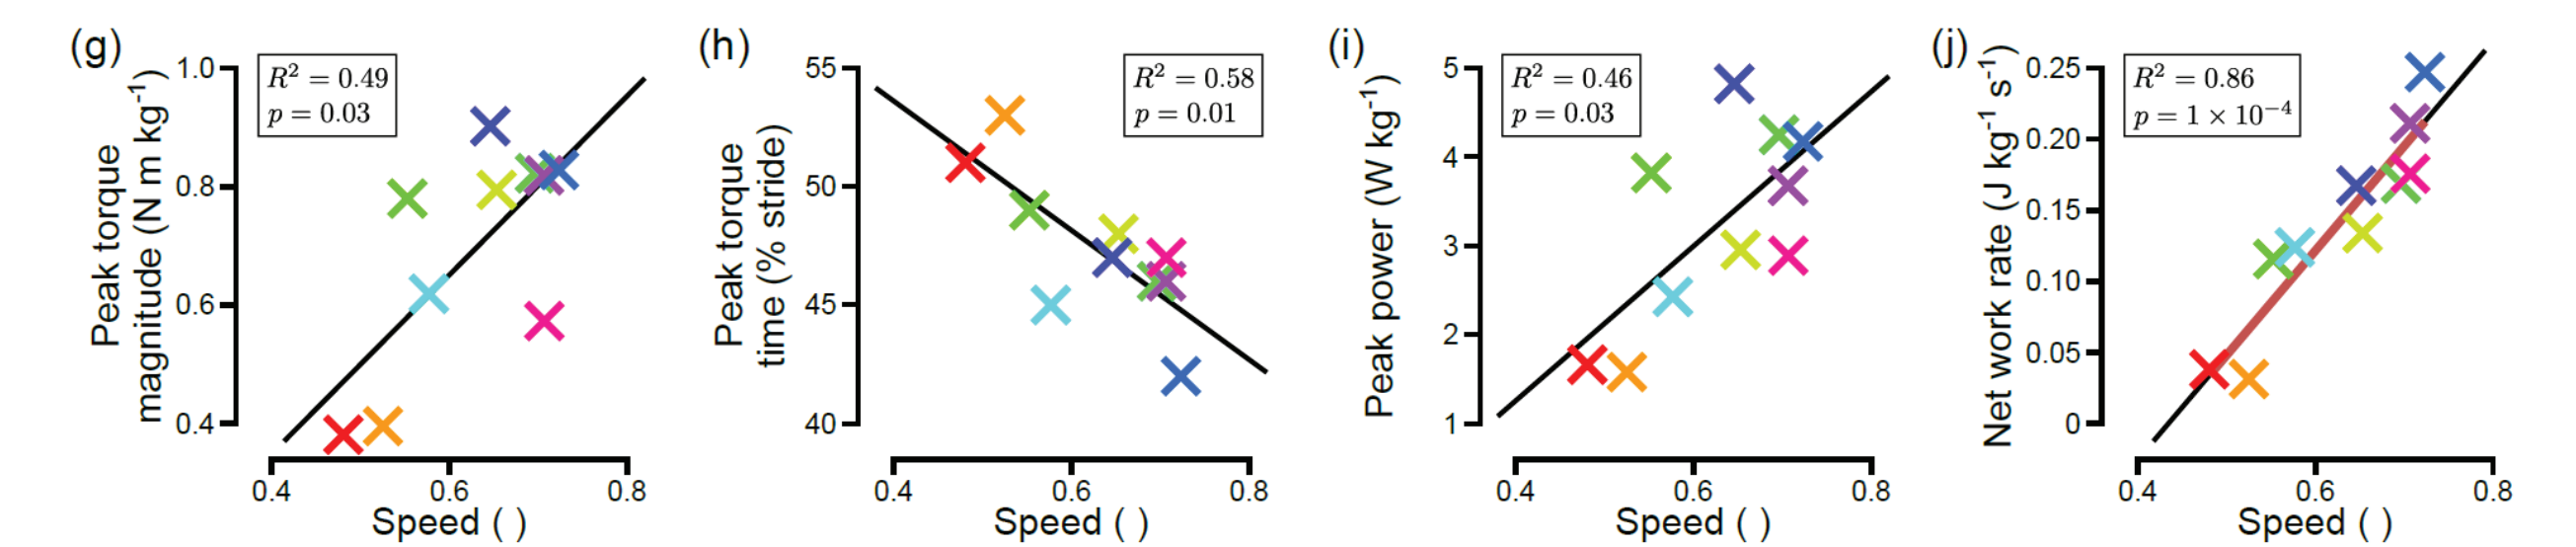 (g)
Peak torque
magnitude (N m kg⁻¹)
1.0
0.8
0.6
0.4
R² = 0.49
p = 0.03
0.4 0.6 0.8
Speed ( )
(h)
Peak torque
time (% stride)
55
50
45
40
R² = 0.58
p = 0.01
0.4 0.6 0.8
Speed ( )
(i)
Peak power (W kg⁻¹)
5
4
3
2
1
R² = 0.46
p = 0.03
0.4 0.6 0.8
Speed ( )
(j)
Net work rate (J kg⁻¹ s⁻¹)
0.25
0.20
0.15
0.10
0.05
0
R² = 0.86
p = 1 × 10⁻⁴
0.4 0.6 0.8
Speed ( )